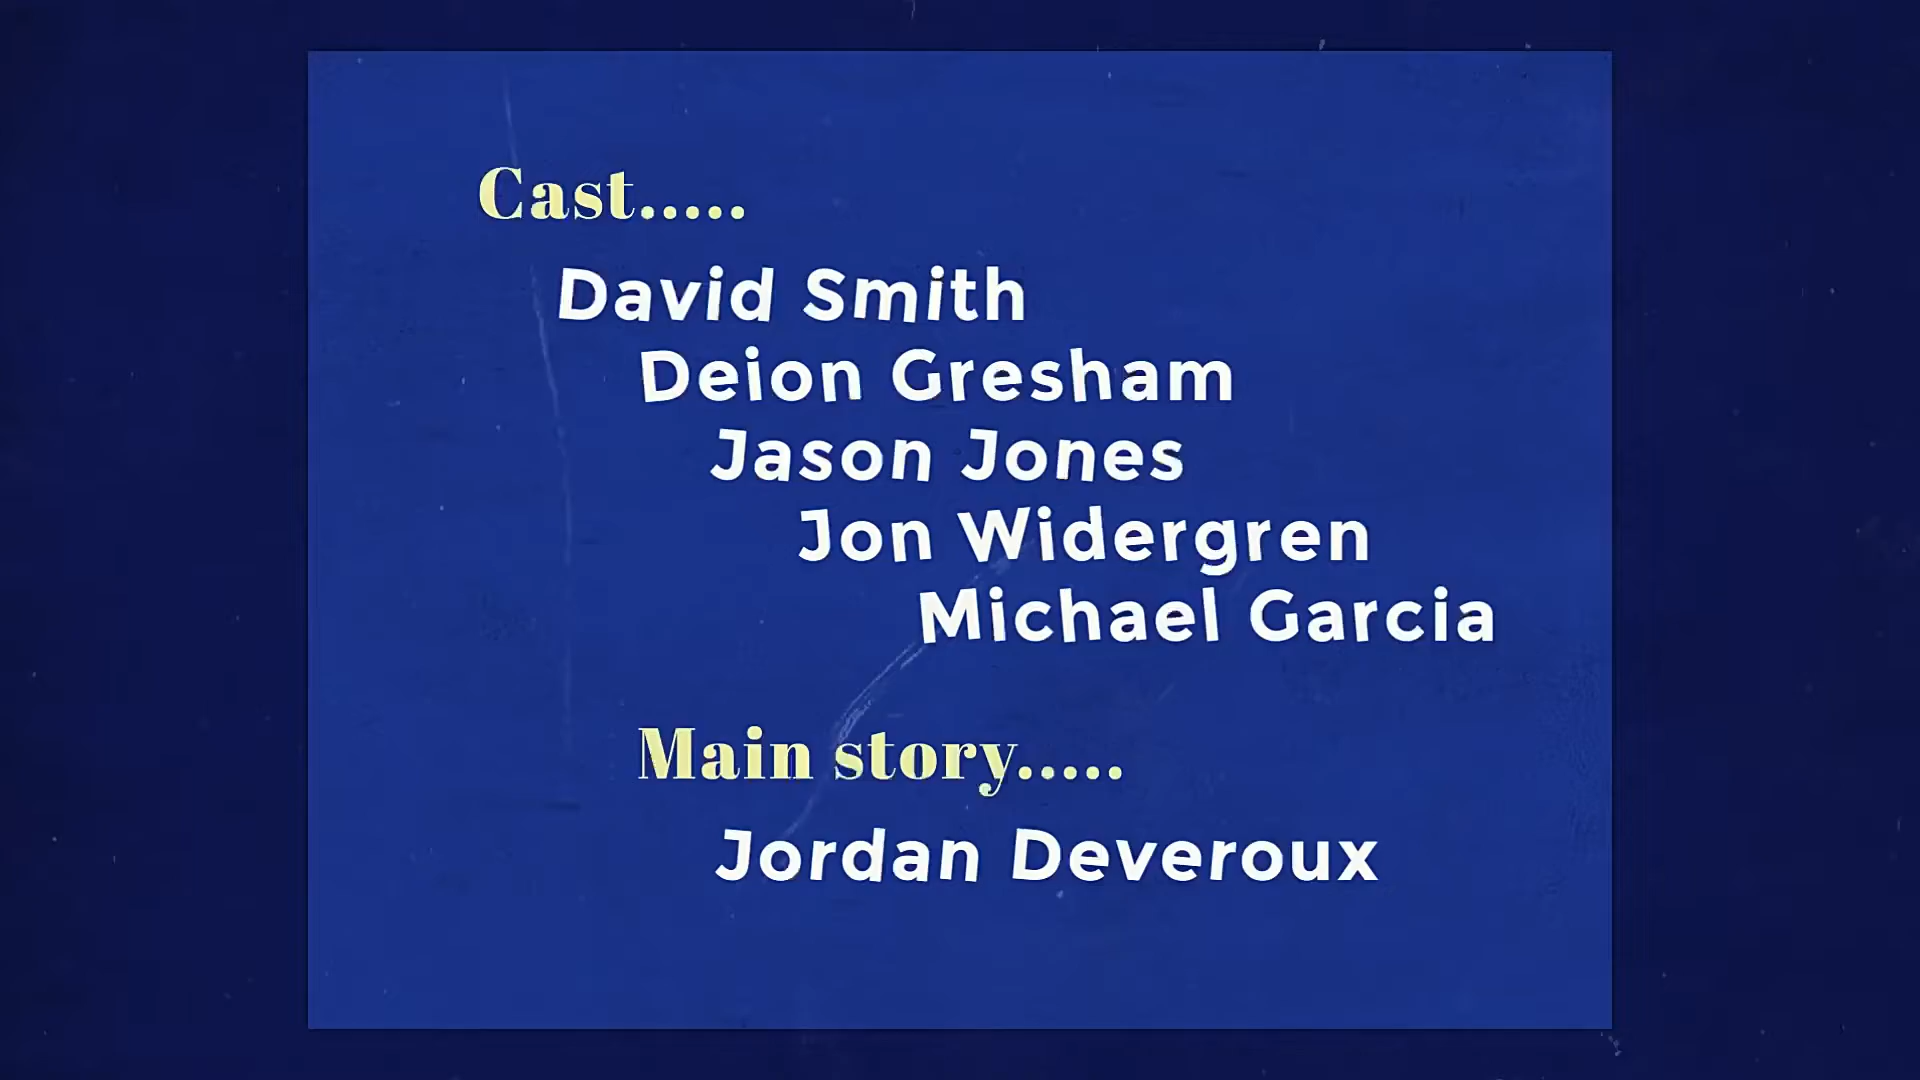 Cast.....
David Smith
Deion Gresham
Jason Jones
Jon Widergren
Michael Garcia
Main story.....
Jordan Deveroux